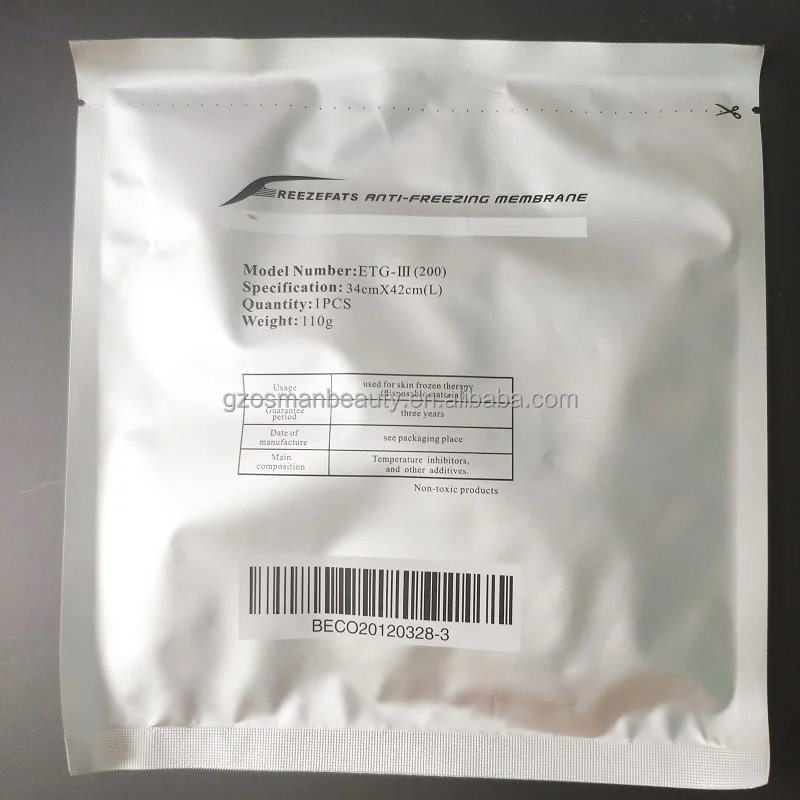 FREEZEFATS ANTI-FREEZING MEMBRANE
Model Number:ETG-Ⅲ(200)
Specification: 34cmX42cm(L)
Quantity:1PCS
Weight: 110g
Usage
used for skin frozen therapy
(disposable material)
gzosmanbeauty.en.alibaba.com
Guarantee
period
three years
Date of
manufacture
see packaging place
Main
composition
Temperature inhibitors,
and other additives.
Non-toxic products
BECO20120328-3